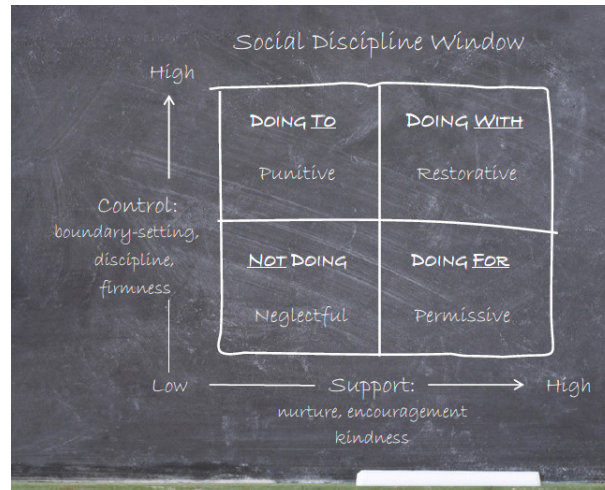 Social Discipline Window
High
DOING TO
DOING WITH
Punitive
Restorative
Control:
boundary-setting,
discipline,
firmness
NOT DOING
DOING FOR
Neglectful
Permissive
Low
Support:
High
nurture, encouragement
kindness